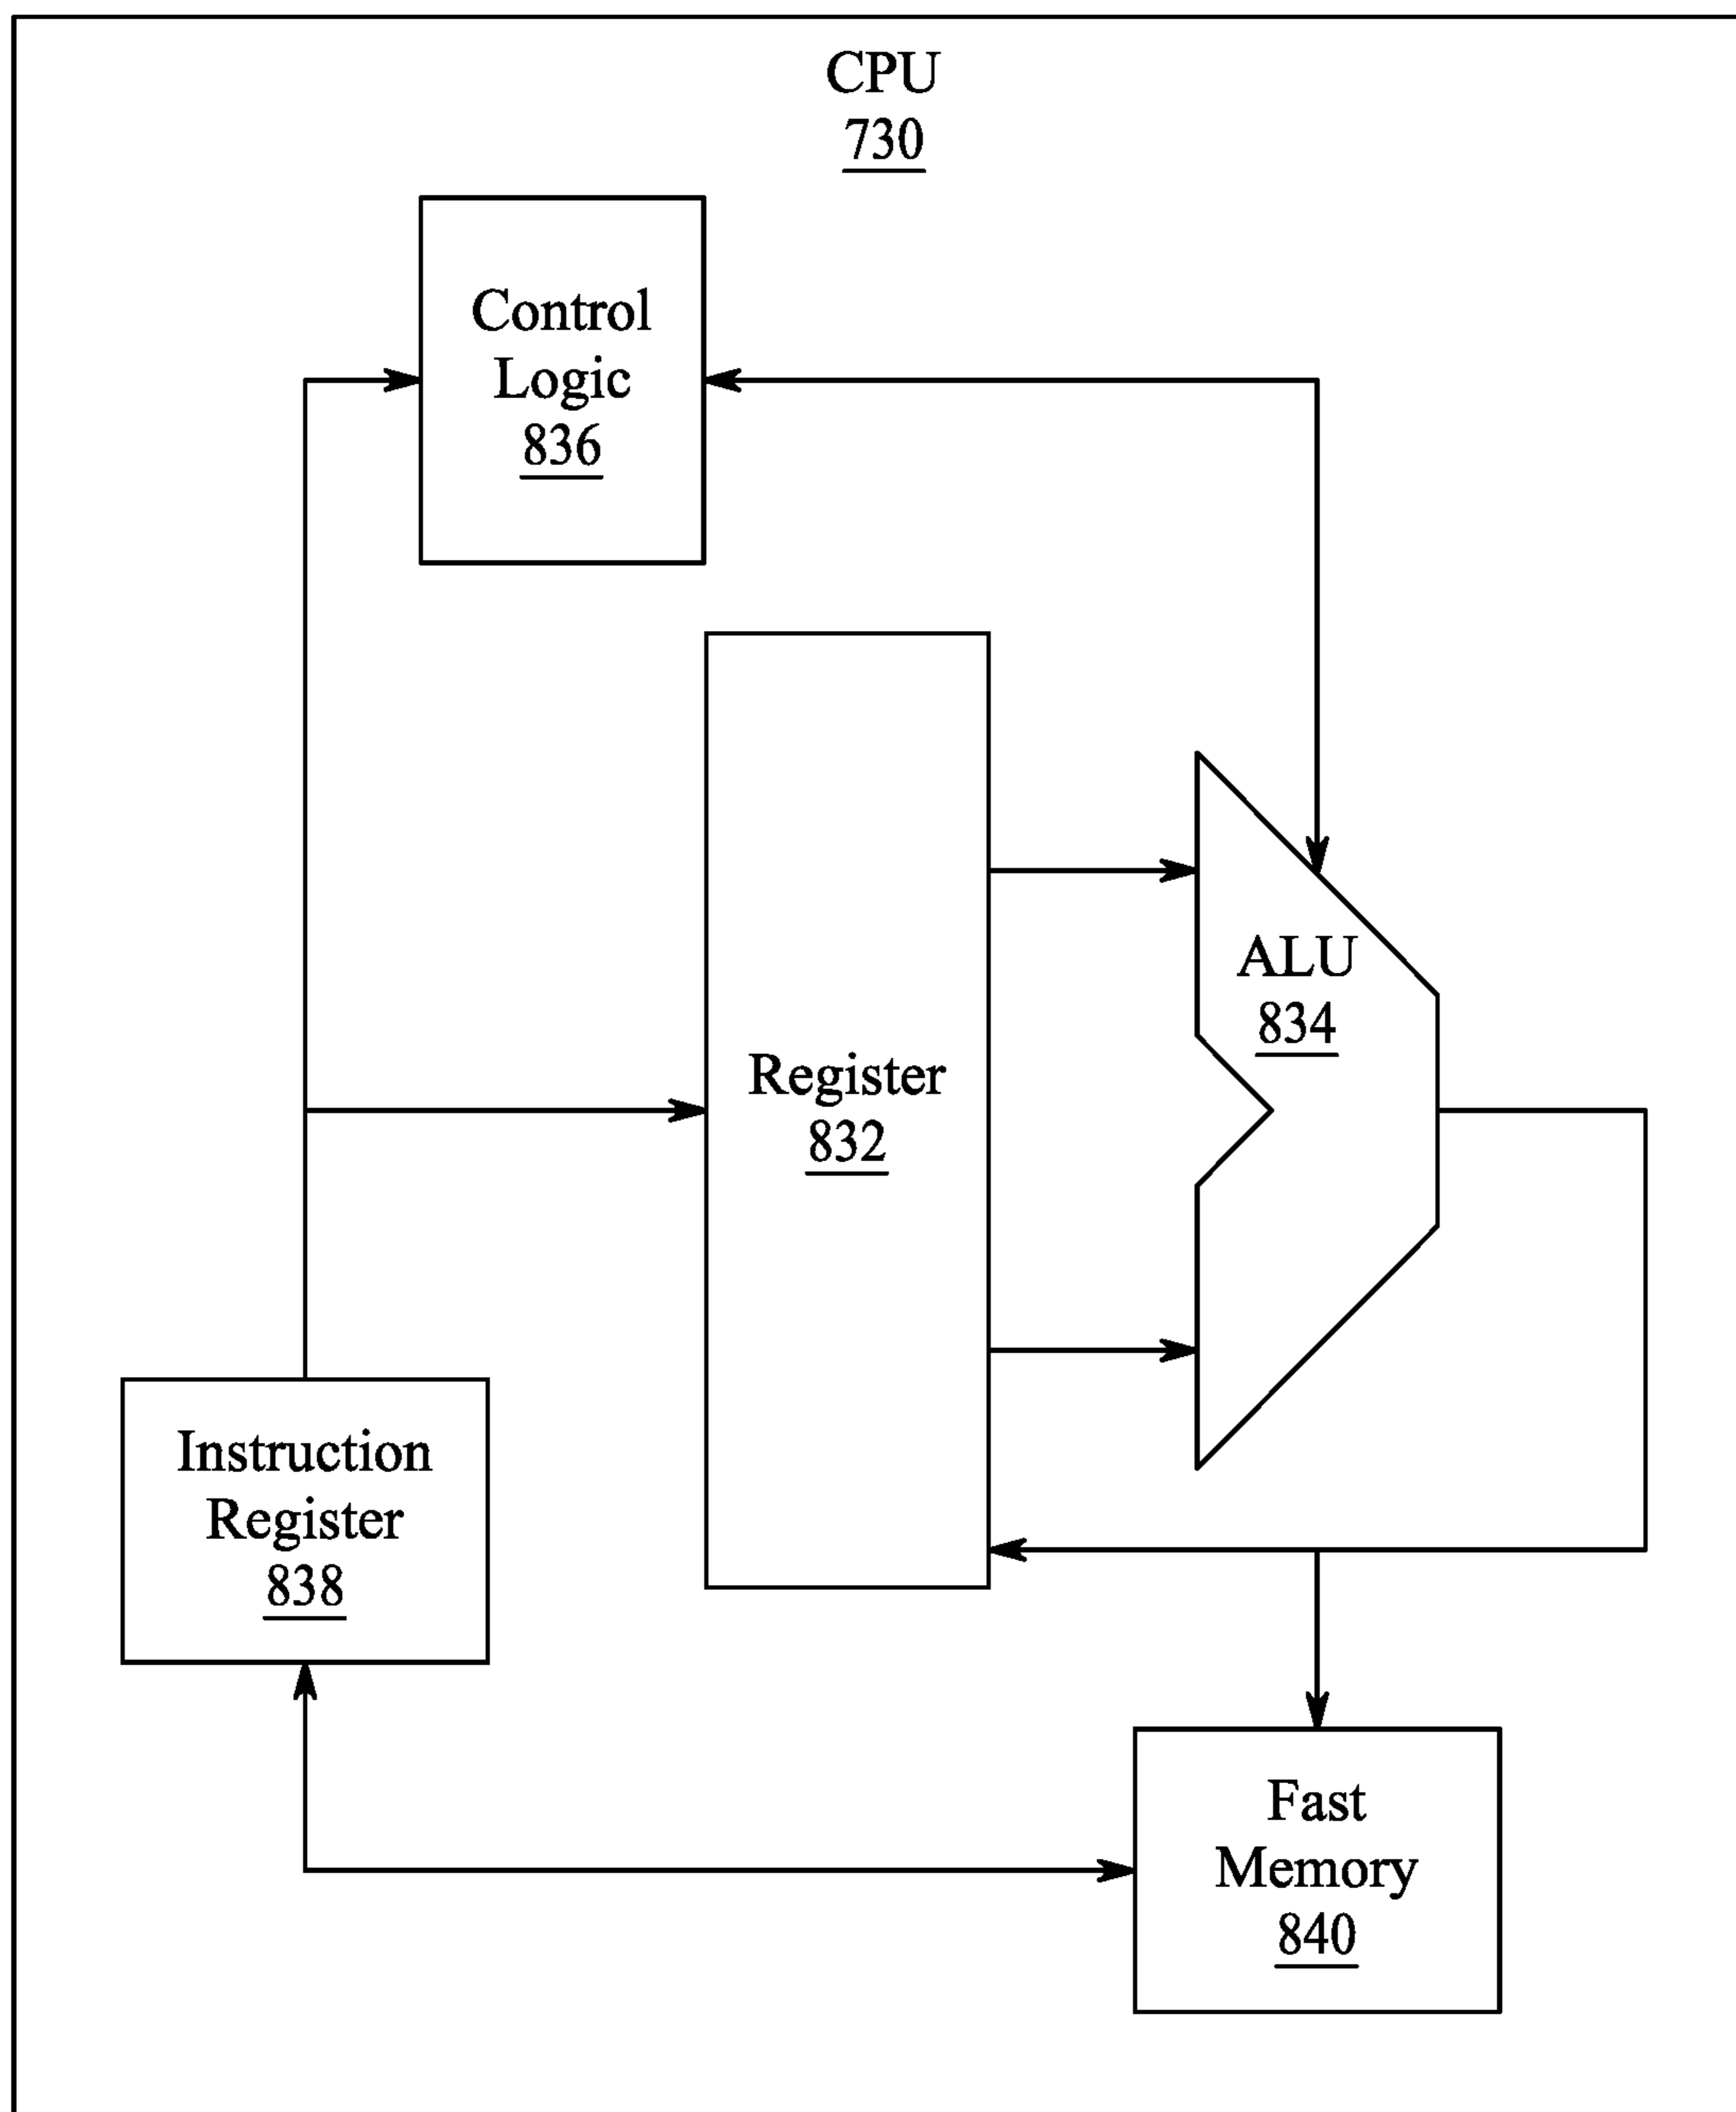 CPU
730
Control
Logic
836
ALU
834
Register
832
Instruction
Register
838
Fast
Memory
840